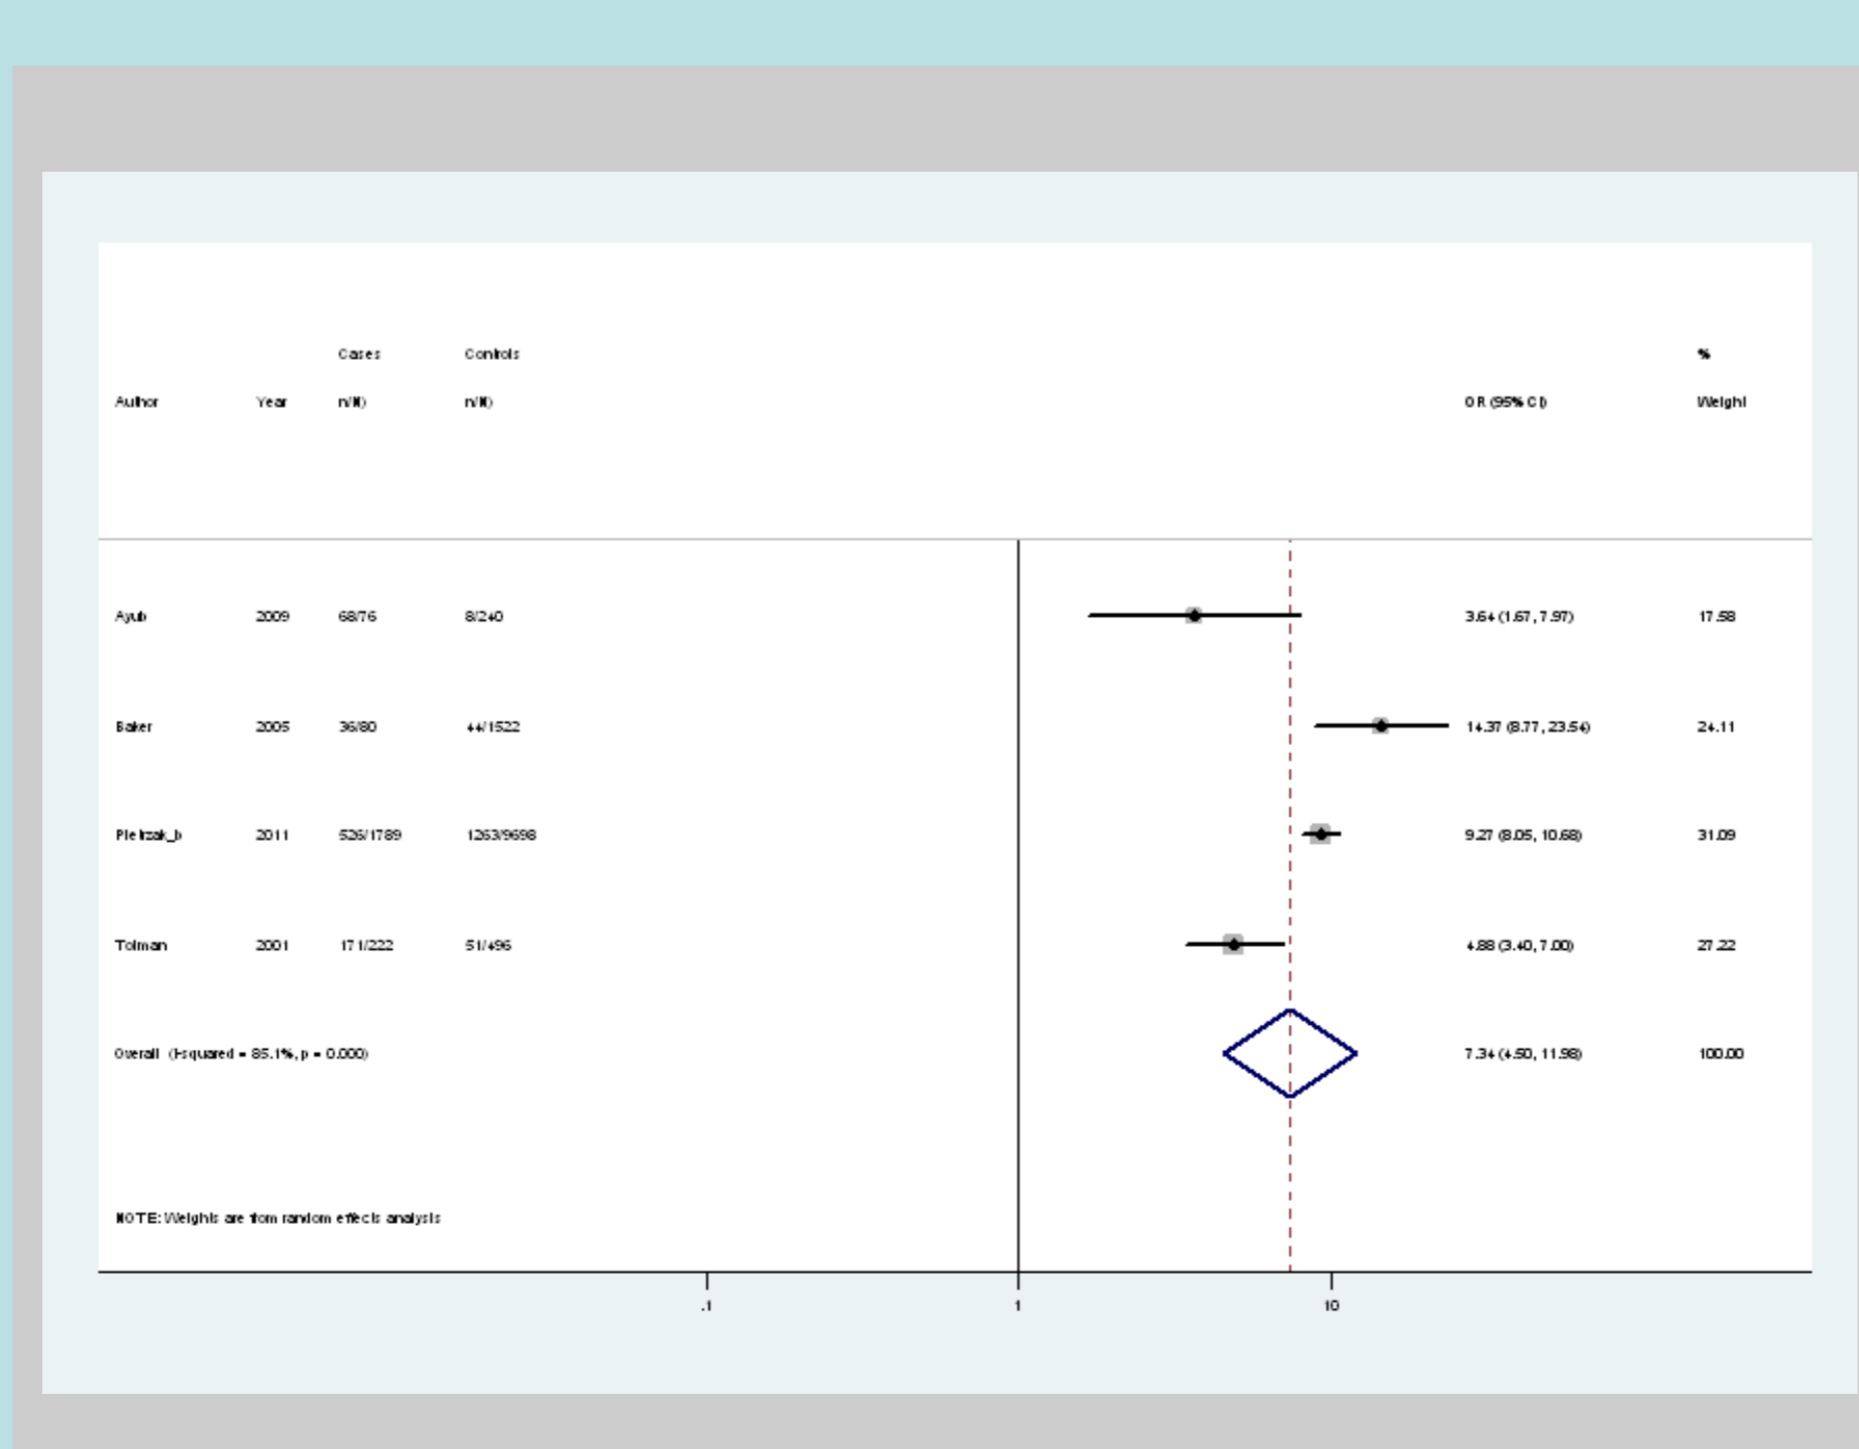 Cases Controls %
Author Year n/N) n/N) OR (95% CI) Weight
Ayub 2009 68/76 8/240 3.64 (1.67, 7.97) 17.58
Baker 2005 36/80 44/1522 14.37 (8.77, 23.54) 24.11
Pietrzak_b 2011 526/1789 1263/9698 9.27 (8.05, 10.68) 31.09
Tolman 2001 171/222 51/496 4.88 (3.40, 7.00) 27.22
Overall (I-squared = 85.1%, p = 0.000) 7.34 (4.50, 11.98) 100.00
NOTE: Weights are from random effects analysis
.1 1 10